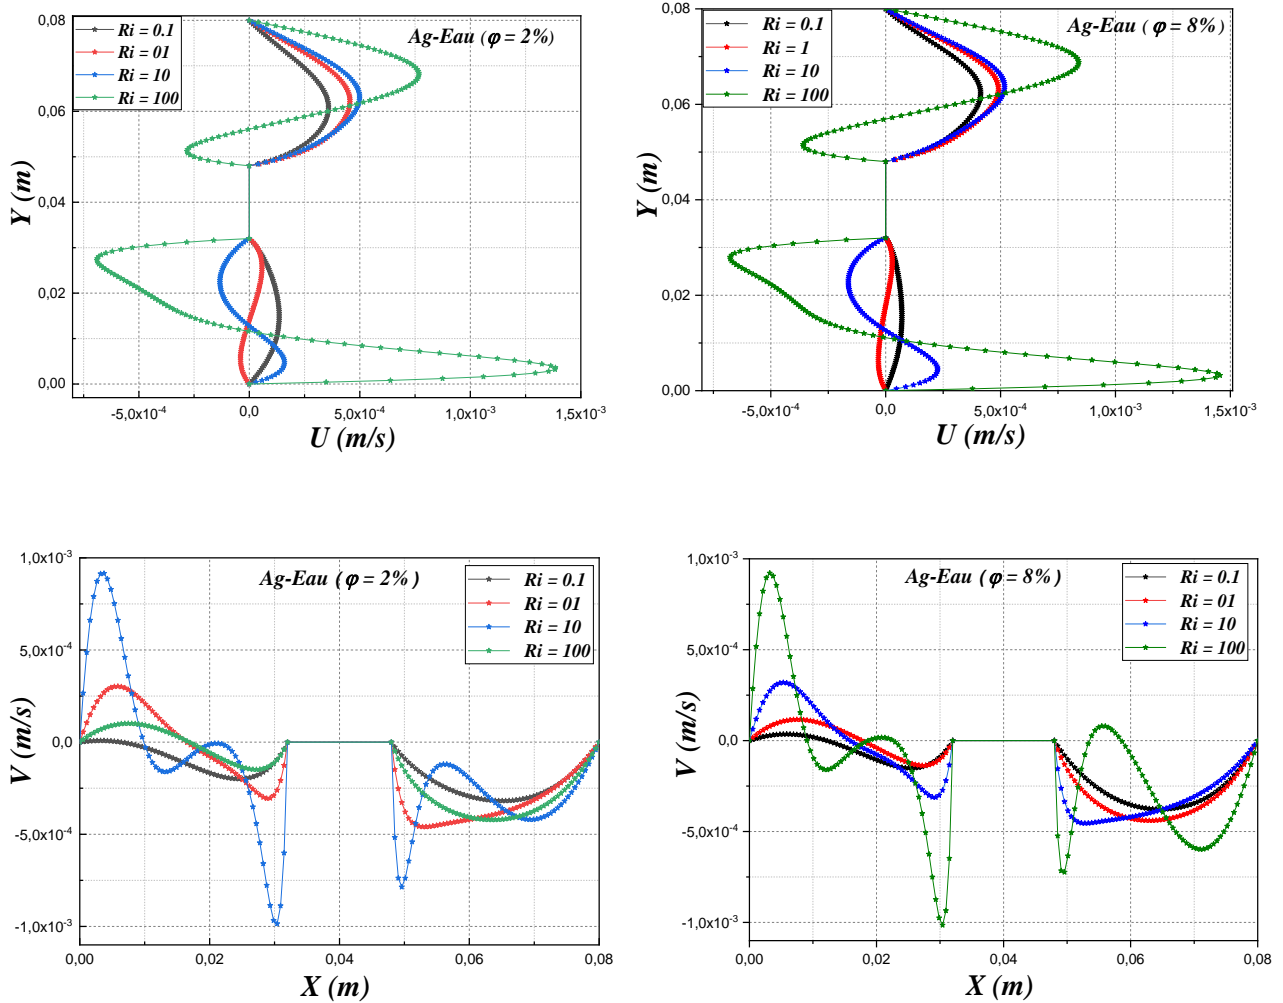 Ag-Eau (φ = 2%)
Ri = 0.1
Ri = 01
Ri = 10
Ri = 100
0,08
0,06
0,04
0,02
0,00
Y (m)
-5,0x10⁻⁴
0,0
5,0x10⁻⁴
1,0x10⁻³
1,5x10⁻³
U (m/s)
Ag-Eau (φ = 8%)
Ri = 0.1
Ri = 1
Ri = 10
Ri = 100
0,08
0,06
0,04
0,02
0,00
Y (m)
-5,0x10⁻⁴
0,0
5,0x10⁻⁴
1,0x10⁻³
1,5x10⁻³
U (m/s)
Ag-Eau (φ = 2%)
Ri = 0.1
Ri = 01
Ri = 10
Ri = 100
1,0x10⁻³
5,0x10⁻⁴
0,0
-5,0x10⁻⁴
-1,0x10⁻³
V (m/s)
0,00
0,02
0,04
0,06
0,08
X (m)
Ag-Eau (φ = 8%)
Ri = 0.1
Ri = 01
Ri = 10
Ri = 100
1,0x10⁻³
5,0x10⁻⁴
0,0
-5,0x10⁻⁴
-1,0x10⁻³
V (m/s)
0,00
0,02
0,04
0,06
0,08
X (m)